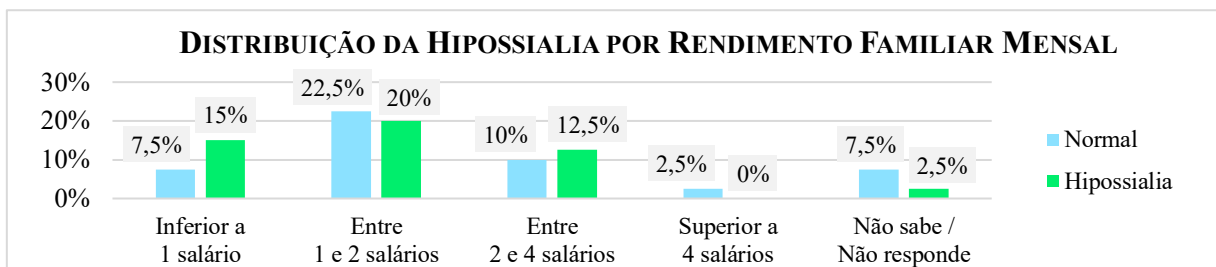 DISTRIBUIÇÃO DA HIPOSSIALIA POR RENDIMENTO FAMILIAR MENSAL
30%
20%
10%
0%
7,5%
15%
22,5%
20%
10%
12,5%
2,5%
0%
7,5%
2,5%
Inferior a
1 salário
Entre
1 e 2 salários
Entre
2 e 4 salários
Superior a
4 salários
Não sabe /
Não responde
Normal
Hipossialia